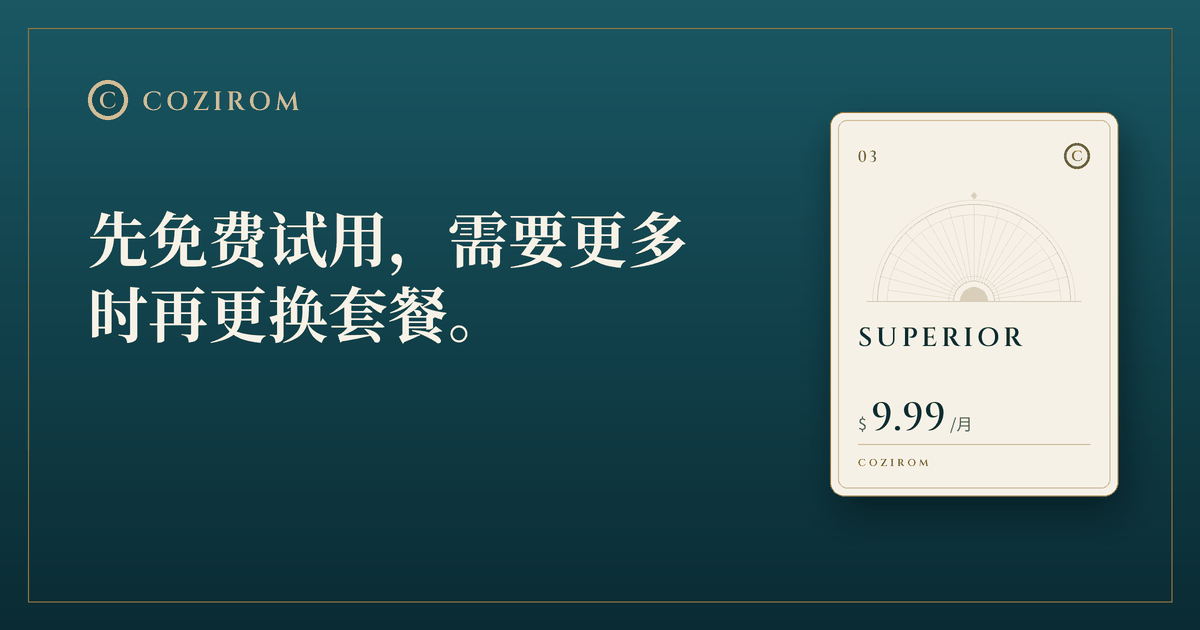 C COZIROM
先免费试用，需要更多
时再更换套餐。
03 C
SUPERIOR
$ 9.99 /月
COZIROM